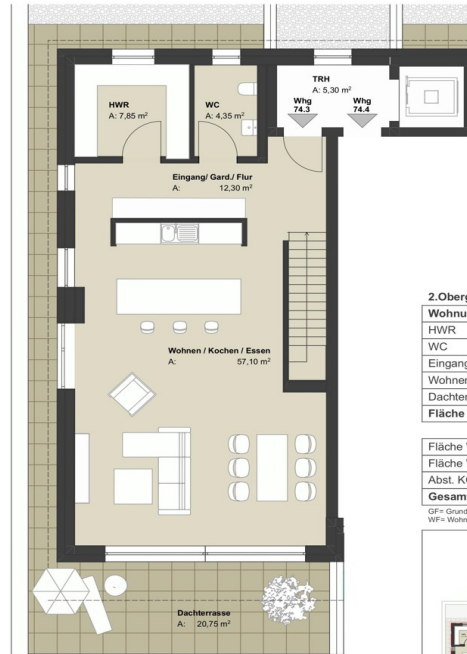 TRH
A: 5,30 m²
Whg
74.3
Whg
74.4
HWR
A: 7,85 m²
WC
A: 4,35 m²
Eingang/ Gard./ Flur
A: 12,30 m²
Wohnen / Kochen / Essen
A: 57,10 m²
Dachterrasse
A: 20,75 m²
2.Oberg
Wohnu
HWR
WC
Eingang
Wohner
Dachter
Fläche
Fläche
Fläche
Abst. K
Gesam
GF= Grund
WF= Wohn